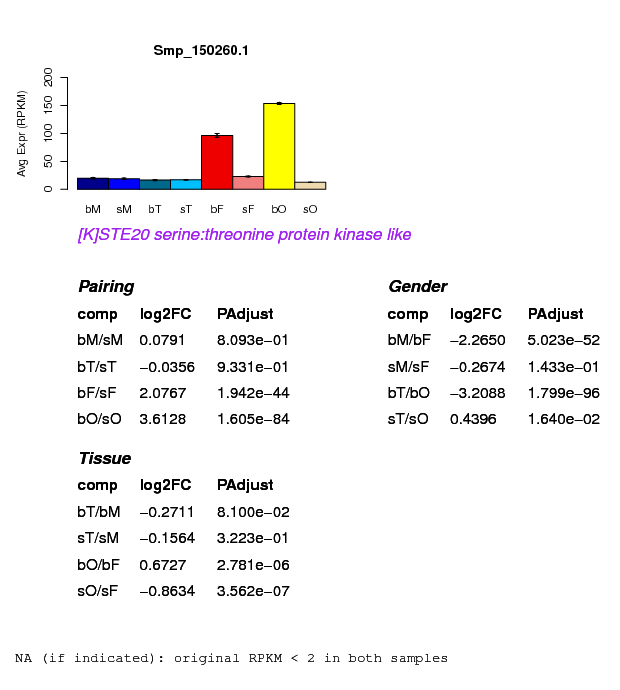 Smp_150260.1
Avg Expr (RPKM)
200
150
100
50
0
bM sM bT sT bF sF bO sO
[K]STE20 serine:threonine protein kinase like
Pairing
comp log2FC PAdjust
bM/sM 0.0791 8.093e−01
bT/sT −0.0356 9.331e−01
bF/sF 2.0767 1.942e−44
bO/sO 3.6128 1.605e−84
Gender
comp log2FC PAdjust
bM/bF −2.2650 5.023e−52
sM/sF −0.2674 1.433e−01
bT/bO −3.2088 1.799e−96
sT/sO 0.4396 1.640e−02
Tissue
comp log2FC PAdjust
bT/bM −0.2711 8.100e−02
sT/sM −0.1564 3.223e−01
bO/bF 0.6727 2.781e−06
sO/sF −0.8634 3.562e−07
NA (if indicated): original RPKM < 2 in both samples